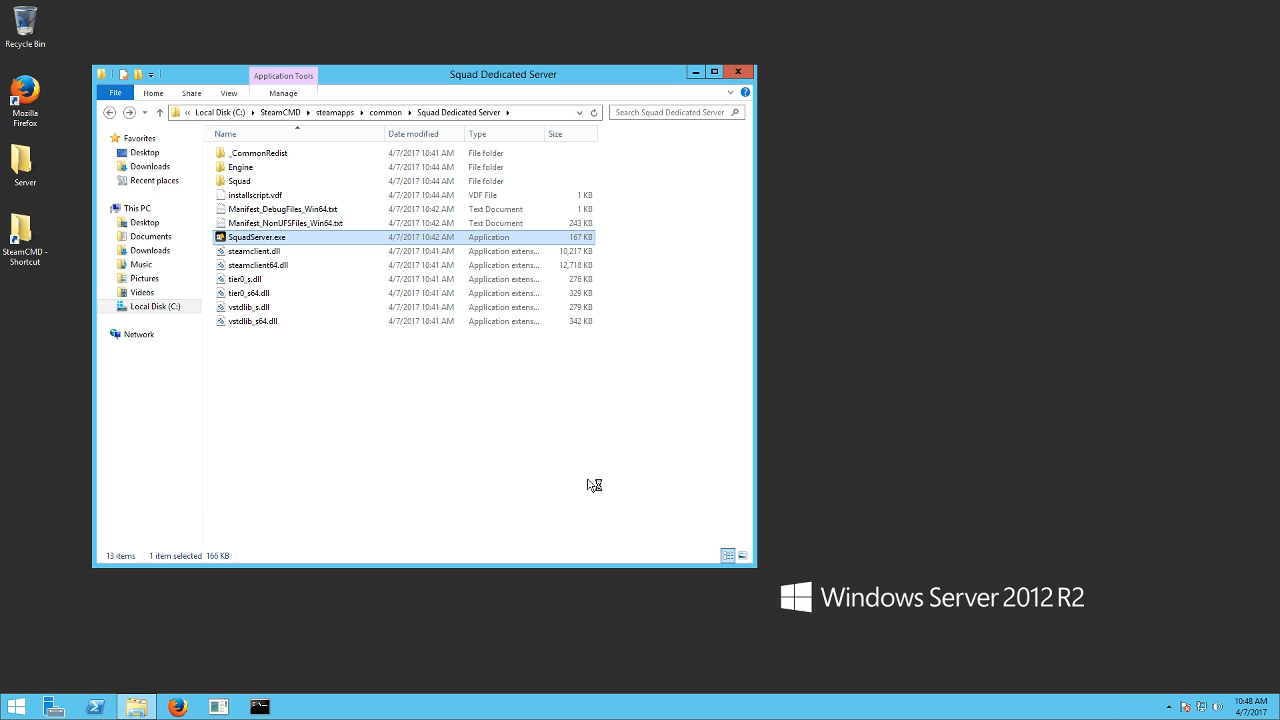 Recycle Bin
Mozilla
Firefox
Server
SteamCMD -
Shortcut
Application Tools
Squad Dedicated Server
File
Home
Share
View
Manage
« Local Disk (C:) SteamCMD steamapps common Squad Dedicated Server
Search Squad Dedicated Server
Favorites
Desktop
Downloads
Recent places
This PC
Desktop
Documents
Downloads
Music
Pictures
Videos
Local Disk (C:)
Network
Name Date modified Type Size
_CommonRedist 4/7/2017 10:41 AM File folder
Engine 4/7/2017 10:44 AM File folder
Squad 4/7/2017 10:41 AM File folder
installscript.vdf 4/7/2017 10:44 AM VDF File 1 KB
Manifest_DebugFiles_Win64.txt 4/7/2017 10:42 AM Text Document 1 KB
Manifest_NonUFSFiles_Win64.txt 4/7/2017 10:42 AM Text Document 243 KB
SquadServer.exe 4/7/2017 10:42 AM Application 167 KB
steamclient.dll 4/7/2017 10:41 AM Application extens... 10,217 KB
steamclient64.dll 4/7/2017 10:41 AM Application extens... 12,718 KB
tier0_s.dll 4/7/2017 10:41 AM Application extens... 276 KB
tier0_s64.dll 4/7/2017 10:41 AM Application extens... 329 KB
vstdlib_s.dll 4/7/2017 10:41 AM Application extens... 279 KB
vstdlib_s64.dll 4/7/2017 10:41 AM Application extens... 342 KB
13 items 1 item selected 166 KB
Windows Server 2012 R2
10:48 AM
4/7/2017